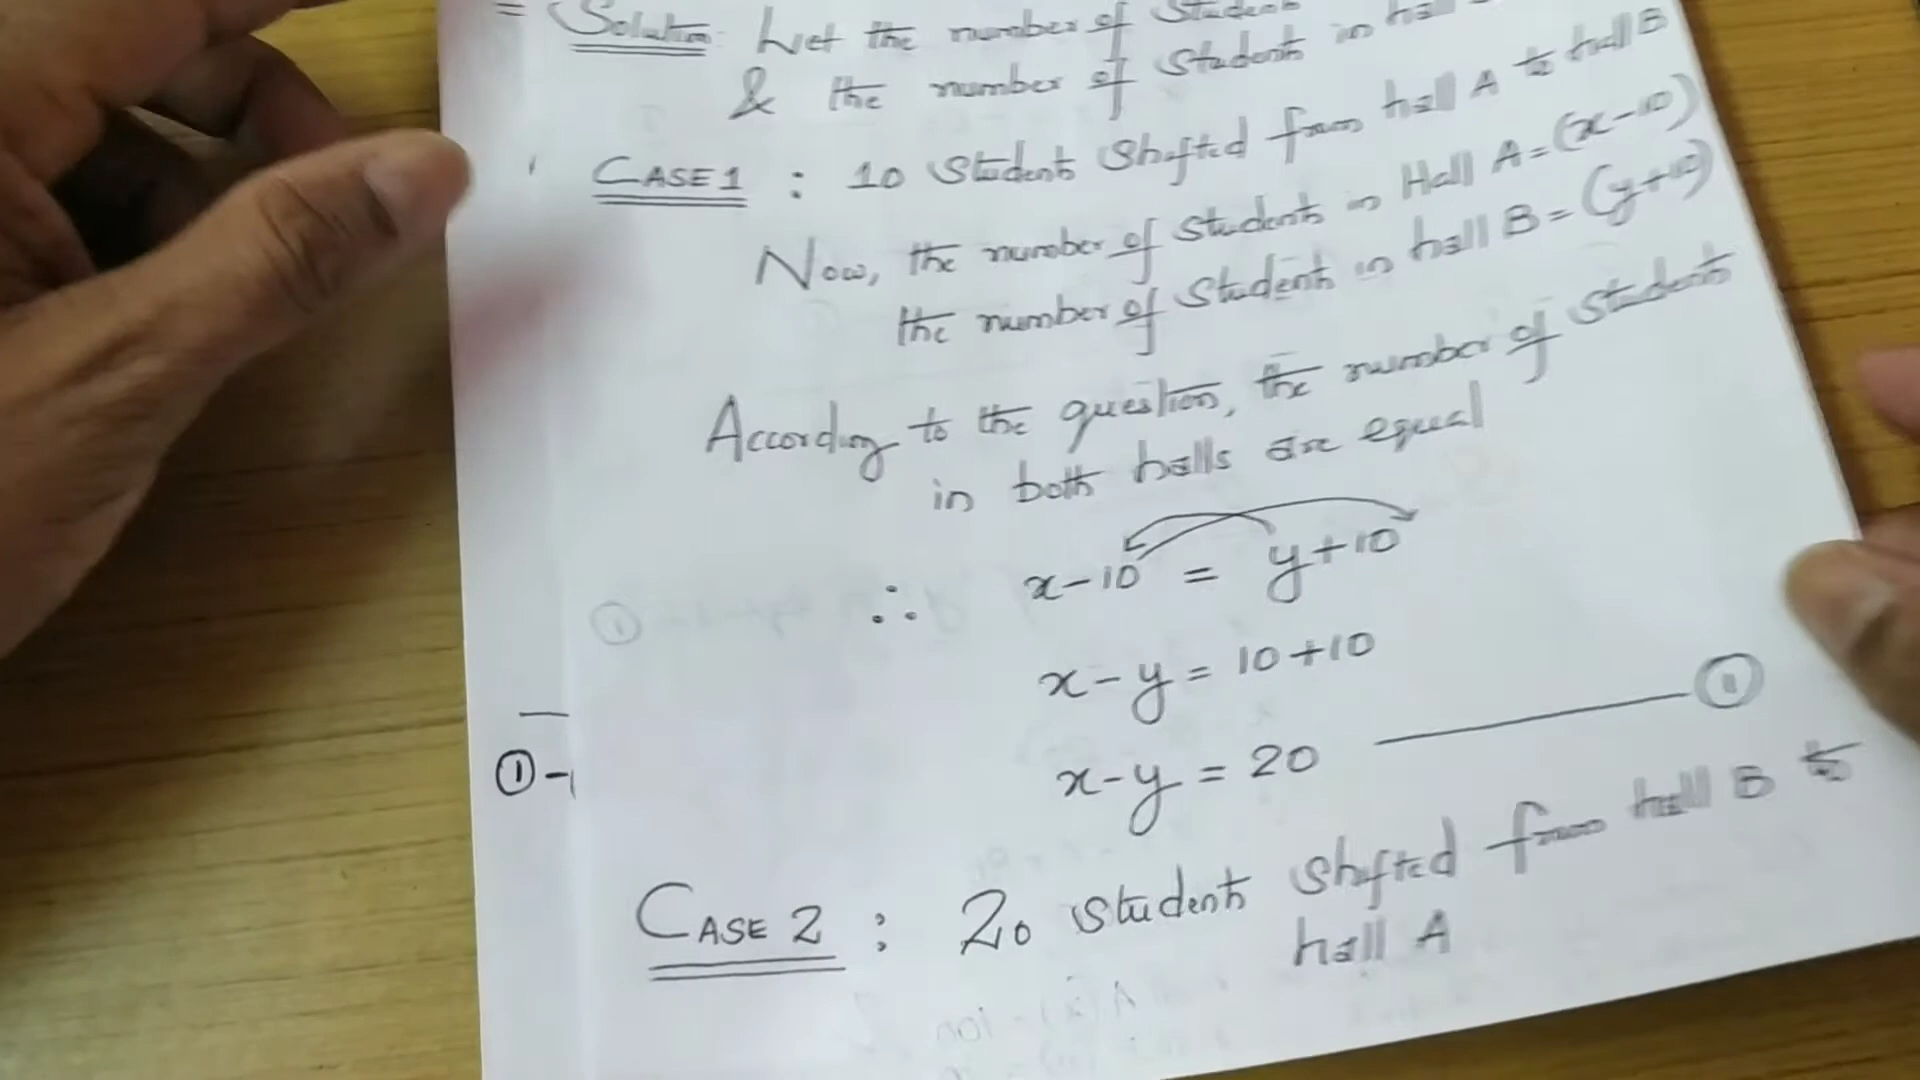 = Solution: Let the number of Student
& the number of Students in hall
CASE 1 : 10 Students Shifted from hall A to hall B
Now, the number of Students in Hall A = (x-10)
the number of Students in hall B = (y+10)
According to the question, the number of Students
in both halls are equal
∴ x-10 = y+10
x-y = 10+10
x-y = 20 —— ①
① -
CASE 2 : 20 Students Shifted from hall B to
hall A